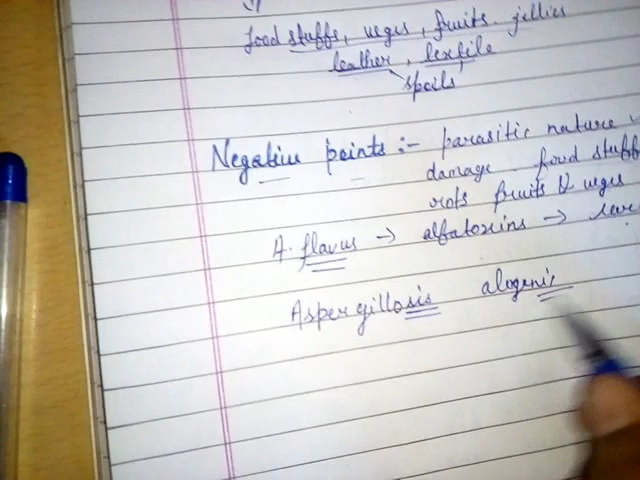 food stuffs, veges, fruits. jellies
leather, textile
spoils
Negative points :- parasitic nature
damage food stuff
rots fruits & veges
A. flavus → alfatoxins →
Aspergillosis alogenic